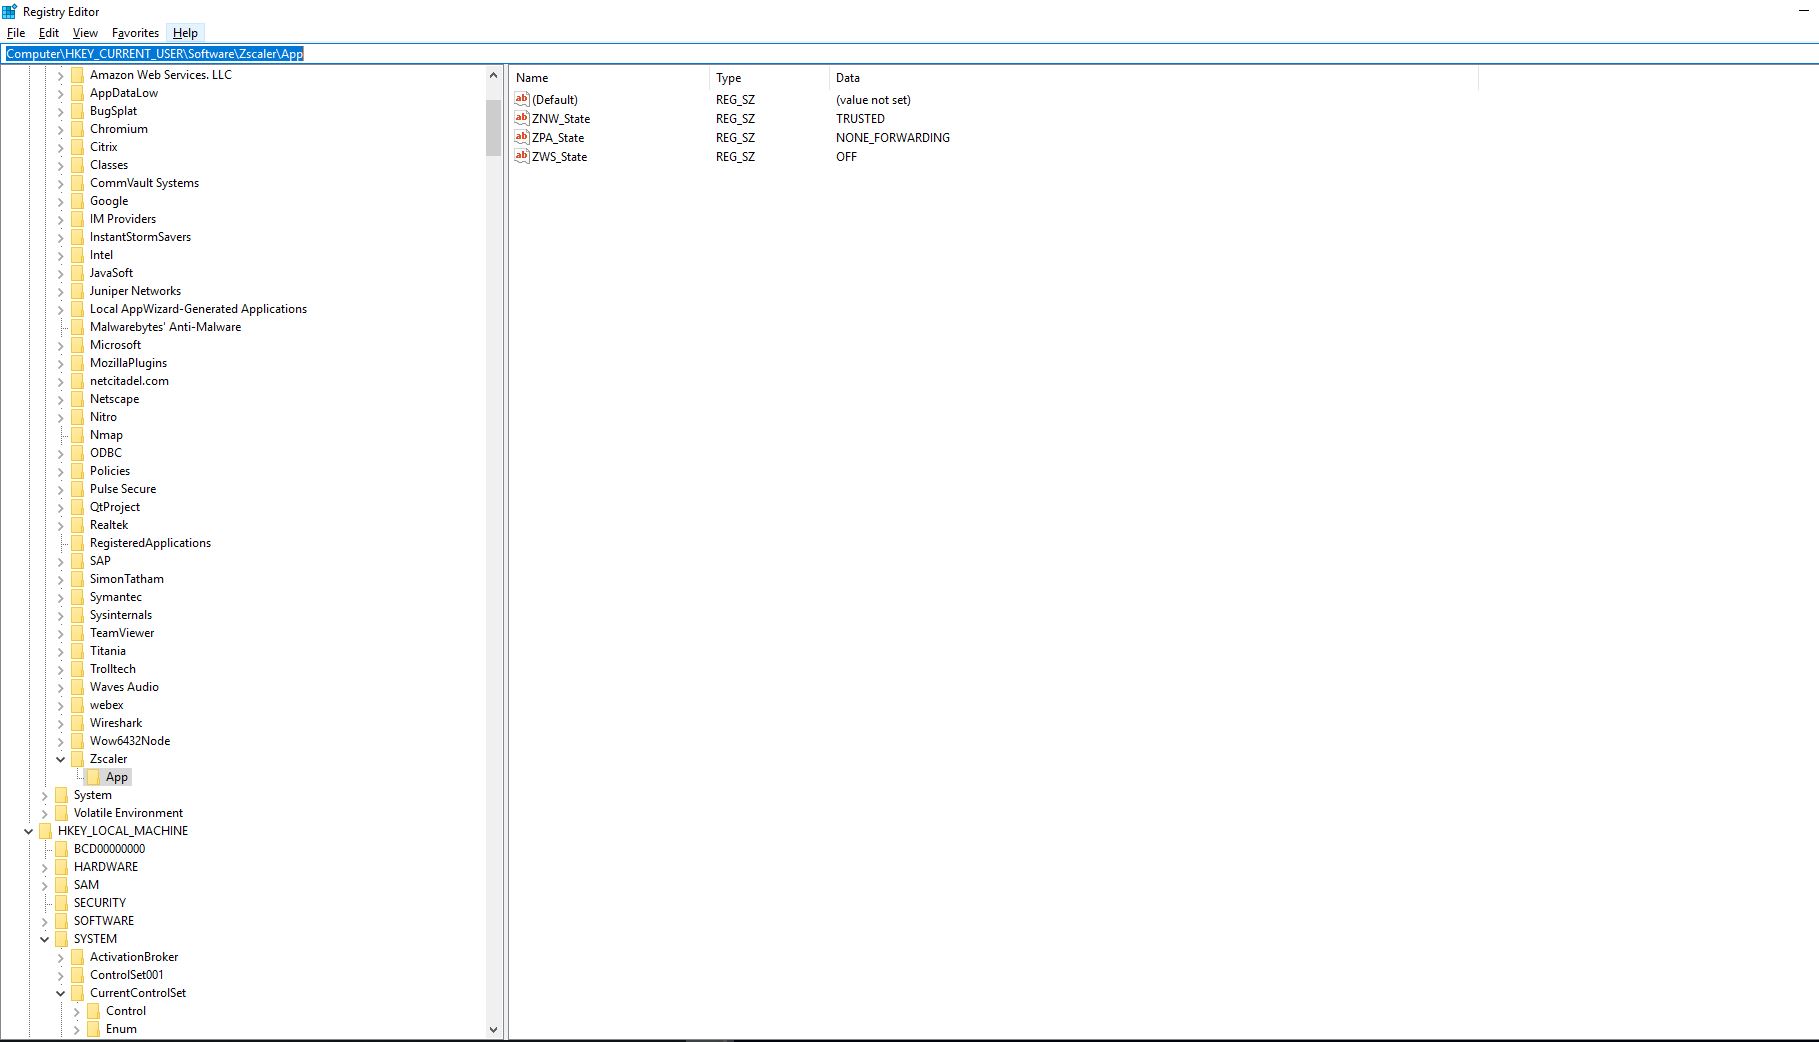 Registry Editor
File Edit View Favorites Help
Computer\HKEY_CURRENT_USER\Software\Zscaler\App
Amazon Web Services. LLC
AppDataLow
BugSplat
Chromium
Citrix
Classes
CommVault Systems
Google
IM Providers
InstantStormSavers
Intel
JavaSoft
Juniper Networks
Local AppWizard-Generated Applications
Malwarebytes' Anti-Malware
Microsoft
MozillaPlugins
netcitadel.com
Netscape
Nitro
Nmap
ODBC
Policies
Pulse Secure
QtProject
Realtek
RegisteredApplications
SAP
SimonTatham
Symantec
Sysinternals
TeamViewer
Titania
Trolltech
Waves Audio
webex
Wireshark
Wow6432Node
Zscaler
App
System
Volatile Environment
HKEY_LOCAL_MACHINE
BCD00000000
HARDWARE
SAM
SECURITY
SOFTWARE
SYSTEM
ActivationBroker
ControlSet001
CurrentControlSet
Control
Enum
Name Type Data
ab (Default) REG_SZ (value not set)
ab ZNW_State REG_SZ TRUSTED
ab ZPA_State REG_SZ NONE_FORWARDING
ab ZWS_State REG_SZ OFF